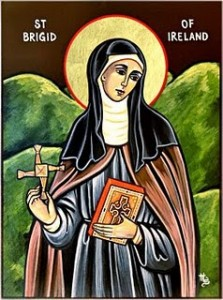 ST OF
BRIGID IRELAND